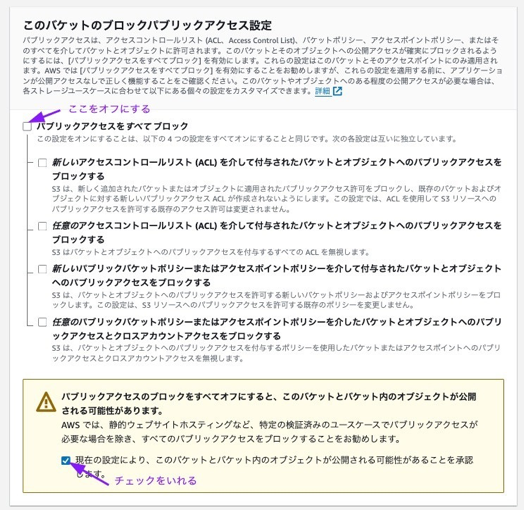 このバケットのブロックパブリックアクセス設定
パブリックアクセスは、アクセスコントロールリスト (ACL、Access Control List)、バケットポリシー、アクセスポイントポリシー、またはそ
のすべてを介してバケットとオブジェクトに許可されます。このバケットとそのオブジェクトへの公開アクセスが確実にブロックされるよう
にするには、[パブリックアクセスをすべてブロック] を有効にします。これらの設定はこのバケットとそのアクセスポイントにのみ適用され
ます。AWS では [パブリックアクセスをすべてブロック] を有効にすることをお勧めしますが、これらの設定を適用する前に、アプリケーショ
ンが公開アクセスなしで正しく機能することをご確認ください。このバケットやオブジェクトへのある程度の公開アクセスが必要な場合は、
各ストレージユースケースに合わせて以下にある個々の設定をカスタマイズできます。詳細
ここをオフにする
パブリックアクセスをすべて ブロック
この設定をオンにすることは、以下の 4 つの設定をすべてオンにすることと同じです。次の各設定は互いに独立しています。
新しいアクセスコントロールリスト (ACL) を介して付与されたバケットとオブジェクトへのパブリックアクセスを
ブロックする
S3 は、新しく追加されたバケットまたはオブジェクトに適用されたパブリックアクセス許可をブロックし、既存のバケットおよびオ
ブジェクトに対する新しいパブリックアクセス ACL が作成されないようにします。この設定では、ACL を使用して S3 リソースへの
パブリックアクセスを許可する既存のアクセス許可は変更されません。
任意のアクセスコントロールリスト (ACL) を介して付与されたバケットとオブジェクトへのパブリックアクセスを
ブロックする
S3 はバケットとオブジェクトへのパブリックアクセスを付与するすべての ACL を無視します。
新しいパブリックバケットポリシーまたはアクセスポイントポリシーを介して付与されたバケットとオブジェクト
へのパブリックアクセスをブロックする
S3 は、バケットとオブジェクトへのパブリックアクセスを許可する新しいバケットポリシーおよびアクセスポイントポリシーをブロ
ックします。この設定は、S3 リソースへのパブリックアクセスを許可する既存のポリシーを変更しません。
任意のパブリックバケットポリシーまたはアクセスポイントポリシーを介したバケットとオブジェクトへのパブリ
ックアクセスとクロスアカウントアクセスをブロックする
S3 は、バケットとオブジェクトへのパブリックアクセスを付与するポリシーを使用したバケットまたはアクセスポイントへのパブリ
ックアクセスとクロスアカウントアクセスを無視します。
パブリックアクセスのブロックをすべてオフにすると、このバケットとバケット内のオブジェクトが公開
される可能性があります。
AWS では、静的ウェブサイトホスティングなど、特定の検証済みのユースケースでパブリックアクセスが
必要な場合を除き、すべてのパブリックアクセスをブロックすることをお勧めします。
現在の設定により、このバケットとバケット内のオブジェクトが公開される可能性があることを承認
します。
チェックをいれる